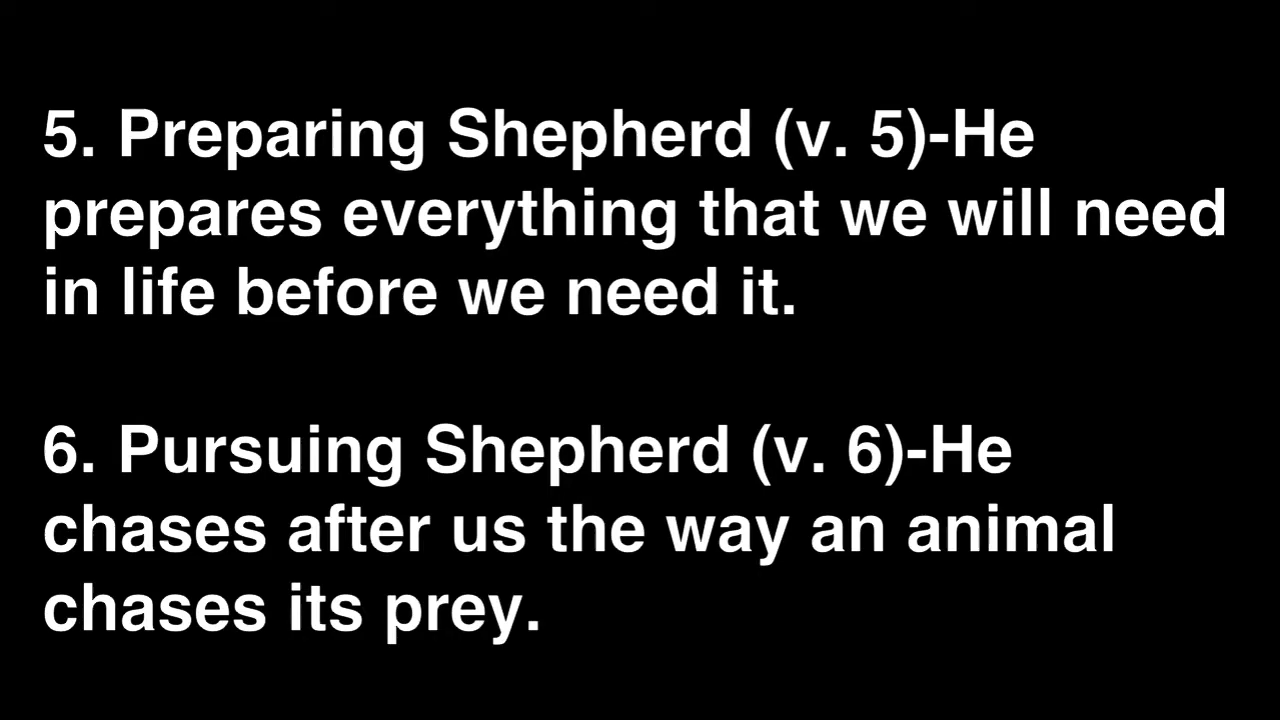 5. Preparing Shepherd (v. 5)-He
prepares everything that we will need
in life before we need it.
6. Pursuing Shepherd (v. 6)-He
chases after us the way an animal
chases its prey.